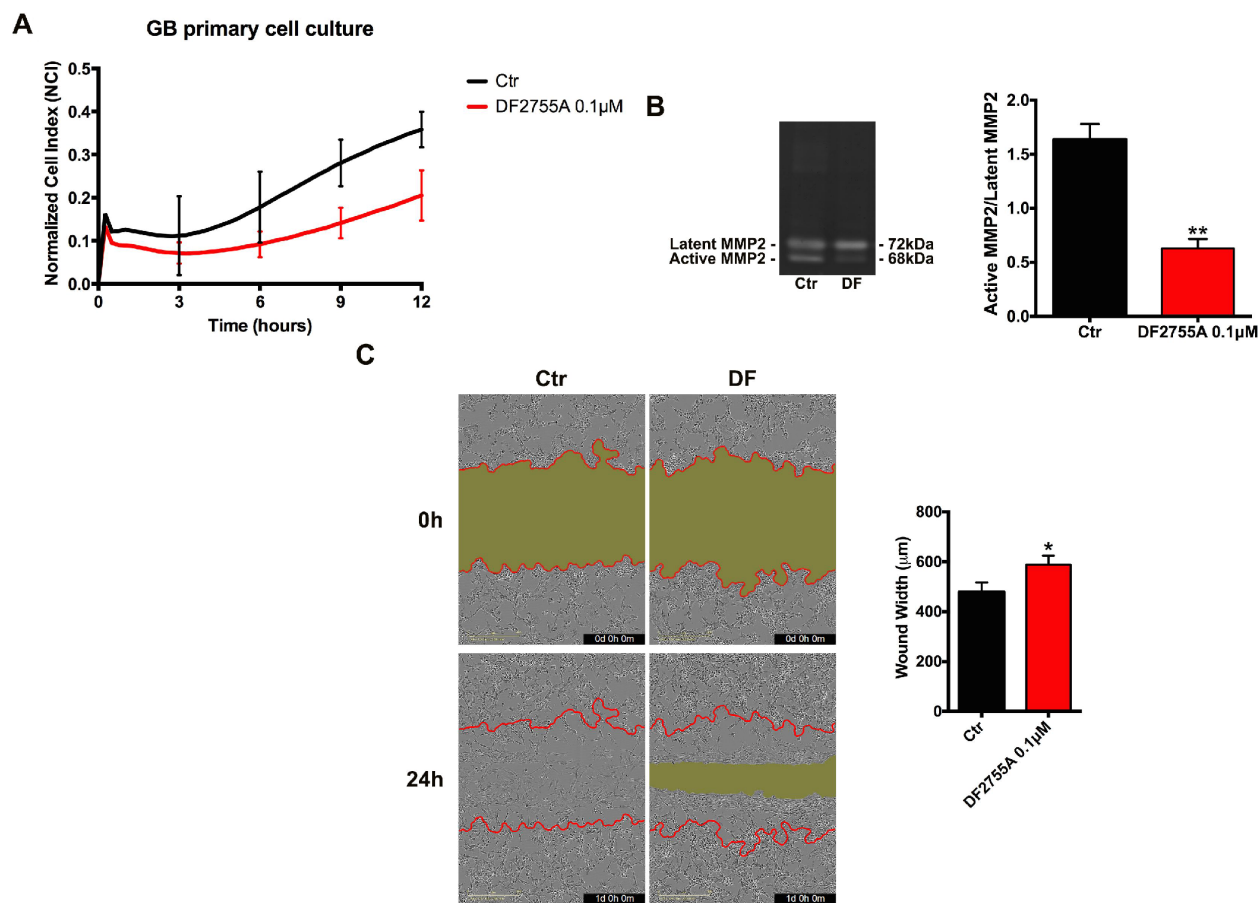 A
GB primary cell culture
Normalized Cell Index (NCI)
0.5
0.4
0.3
0.2
0.1
0.0
0
3
6
9
12
Time (hours)
Ctr
DF2755A 0.1µM
B
Latent MMP2 -
- 72kDa
Active MMP2 -
- 68kDa
Ctr
DF
Active MMP2/Latent MMP2
2.0
1.5
1.0
0.5
0.0
**
Ctr
DF2755A 0.1µM
C
Ctr
DF
0h
0d 0h 0m
0d 0h 0m
24h
1d 0h 0m
1d 0h 0m
Wound Width (µm)
800
600
400
200
0
*
Ctr
DF2755A 0.1µM